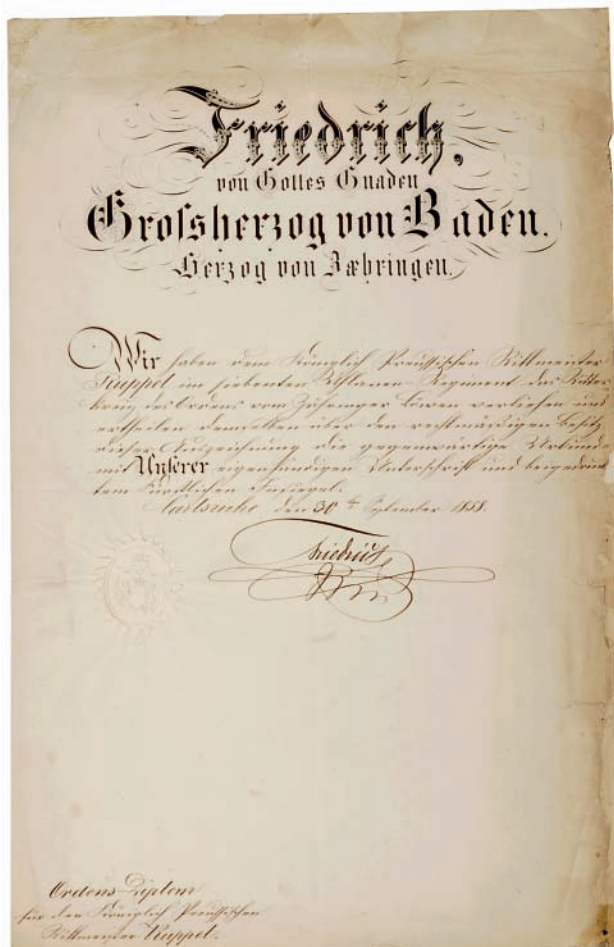 Friedrich,
von Gottes Gnaden
Grossherzog von Baden.
Herzog von Zæhringen.
Wir haben dem Königlich Preussischen Rittmeister
Kuppel im siebenten Uhlanen-Regiment das Ritter
kreuz des Ordens vom Zähringer Löwen verliehen und
ertheilen demselben über den rechtmäßigen Besitz
dieser Auszeichnung die gegenwärtige Urkunde
mit Unserer eigenhändigen Unterschrift und beigedruck
tem Fürstlichen Insiegel.
Carlsruhe, den 30ten September 1858.
Friedrich
Ordens-Diplom
für den Königlich Preussischen
Rittmeister Kuppel.